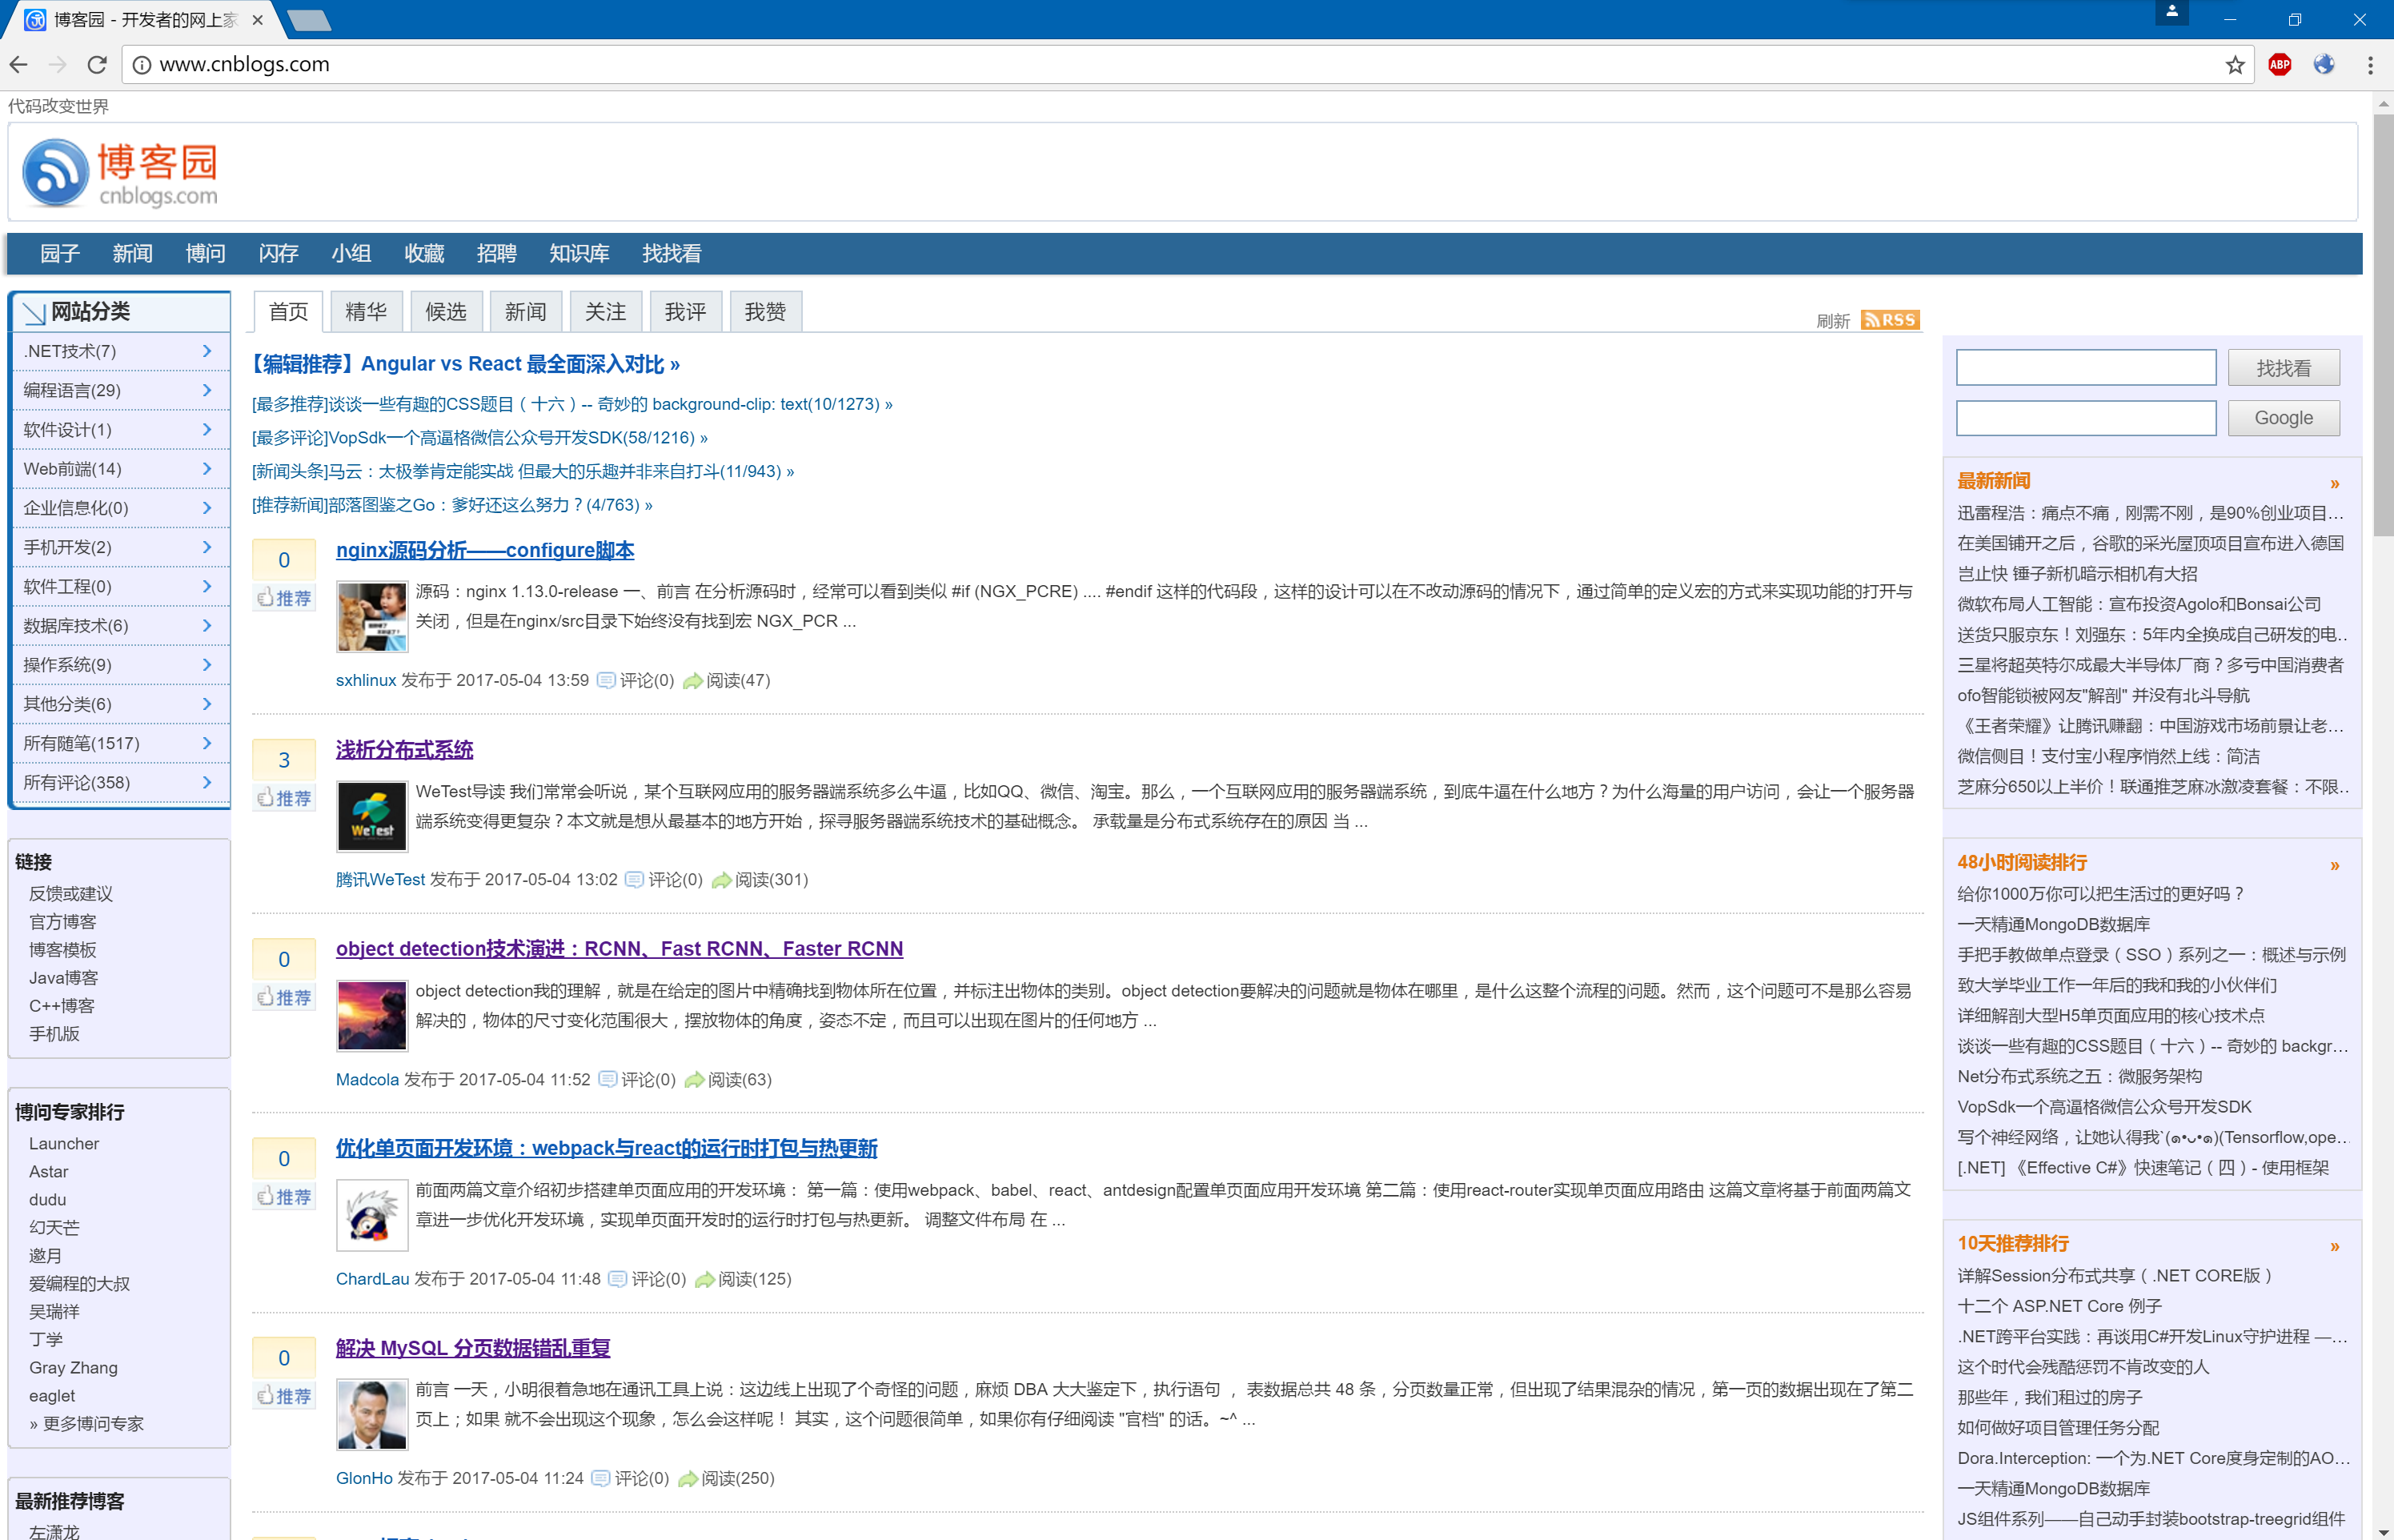 博客园 - 开发者的网上家
www.cnblogs.com
ABP
代码改变世界
博客园
cnblogs.com
园子 新闻 博问 闪存 小组 收藏 招聘 知识库 找找看
网站分类
.NET技术(7)
编程语言(29)
软件设计(1)
Web前端(14)
企业信息化(0)
手机开发(2)
软件工程(0)
数据库技术(6)
操作系统(9)
其他分类(6)
所有随笔(1517)
所有评论(358)
链接
反馈或建议
官方博客
博客模板
Java博客
C++博客
手机版
博问专家排行
Launcher
Astar
dudu
幻天芒
邀月
爱编程的大叔
吴瑞祥
丁学
Gray Zhang
eaglet
» 更多博问专家
最新推荐博客
左潇龙
首页 精华 候选 新闻 关注 我评 我赞
刷新 RSS
【编辑推荐】Angular vs React 最全面深入对比 »
[最多推荐]谈谈一些有趣的CSS题目（十六）-- 奇妙的 background-clip: text(10/1273) »
[最多评论]VopSdk一个高逼格微信公众号开发SDK(58/1216) »
[新闻头条]马云：太极拳肯定能实战 但最大的乐趣并非来自打斗(11/943) »
[推荐新闻]部落图鉴之Go：爹好还这么努力？(4/763) »
0
推荐
nginx源码分析——configure脚本
源码：nginx 1.13.0-release 一、前言 在分析源码时，经常可以看到类似 #if (NGX_PCRE) .... #endif 这样的代码段，这样的设计可以在不改动源码的情况下，通过简单的定义宏的方式来实现功能的打开与
关闭，但是在nginx/src目录下始终没有找到宏 NGX_PCR ...
sxhlinux 发布于 2017-05-04 13:59 评论(0) 阅读(47)
3
推荐
浅析分布式系统
WeTest
WeTest导读 我们常常会听说，某个互联网应用的服务器端系统多么牛逼，比如QQ、微信、淘宝。那么，一个互联网应用的服务器端系统，到底牛逼在什么地方？为什么海量的用户访问，会让一个服务器
端系统变得更复杂？本文就是想从最基本的地方开始，探寻服务器端系统技术的基础概念。 承载量是分布式系统存在的原因 当 ...
腾讯WeTest 发布于 2017-05-04 13:02 评论(0) 阅读(301)
0
推荐
object detection技术演进：RCNN、Fast RCNN、Faster RCNN
object detection我的理解，就是在给定的图片中精确找到物体所在位置，并标注出物体的类别。object detection要解决的问题就是物体在哪里，是什么这整个流程的问题。然而，这个问题可不是那么容易
解决的，物体的尺寸变化范围很大，摆放物体的角度，姿态不定，而且可以出现在图片的任何地方 ...
Madcola 发布于 2017-05-04 11:52 评论(0) 阅读(63)
0
推荐
优化单页面开发环境：webpack与react的运行时打包与热更新
前面两篇文章介绍初步搭建单页面应用的开发环境： 第一篇：使用webpack、babel、react、antdesign配置单页面应用开发环境 第二篇：使用react-router实现单页面应用路由 这篇文章将基于前面两篇文
章进一步优化开发环境，实现单页面开发时的运行时打包与热更新。 调整文件布局 在 ...
ChardLau 发布于 2017-05-04 11:48 评论(0) 阅读(125)
0
推荐
解决 MySQL 分页数据错乱重复
前言 一天，小明很着急地在通讯工具上说：这边线上出现了个奇怪的问题，麻烦 DBA 大大鉴定下，执行语句 ， 表数据总共 48 条，分页数量正常，但出现了结果混杂的情况，第一页的数据出现在了第二
页上；如果 就不会出现这个现象，怎么会这样呢！ 其实，这个问题很简单，如果你有仔细阅读 "官档" 的话。~^ ...
GlonHo 发布于 2017-05-04 11:24 评论(0) 阅读(250)
找找看
Google
最新新闻 »
迅雷程浩：痛点不痛，刚需不刚，是90%创业项目...
在美国铺开之后，谷歌的采光屋顶项目宣布进入德国
岂止快 锤子新机暗示相机有大招
微软布局人工智能：宣布投资Agolo和Bonsai公司
送货只服京东！刘强东：5年内全换成自己研发的电...
三星将超英特尔成最大半导体厂商？多亏中国消费者
ofo智能锁被网友"解剖" 并没有北斗导航
《王者荣耀》让腾讯赚翻：中国游戏市场前景让老...
微信侧目！支付宝小程序悄然上线：简洁
芝麻分650以上半价！联通推芝麻冰激凌套餐：不限...
48小时阅读排行 »
给你1000万你可以把生活过的更好吗？
一天精通MongoDB数据库
手把手教做单点登录（SSO）系列之一：概述与示例
致大学毕业工作一年后的我和我的小伙伴们
详细解剖大型H5单页面应用的核心技术点
谈谈一些有趣的CSS题目（十六）-- 奇妙的 backgr...
Net分布式系统之五：微服务架构
VopSdk一个高逼格微信公众号开发SDK
写个神经网络，让她认得我`(๑•ᴗ•๑)(Tensorflow,ope...
[.NET] 《Effective C#》快速笔记（四）- 使用框架
10天推荐排行 »
详解Session分布式共享（.NET CORE版）
十二个 ASP.NET Core 例子
.NET跨平台实践：再谈用C#开发Linux守护进程 —...
这个时代会残酷惩罚不肯改变的人
那些年，我们租过的房子
如何做好项目管理任务分配
Dora.Interception: 一个为.NET Core度身定制的AO...
一天精通MongoDB数据库
JS组件系列——自己动手封装bootstrap-treegrid组件